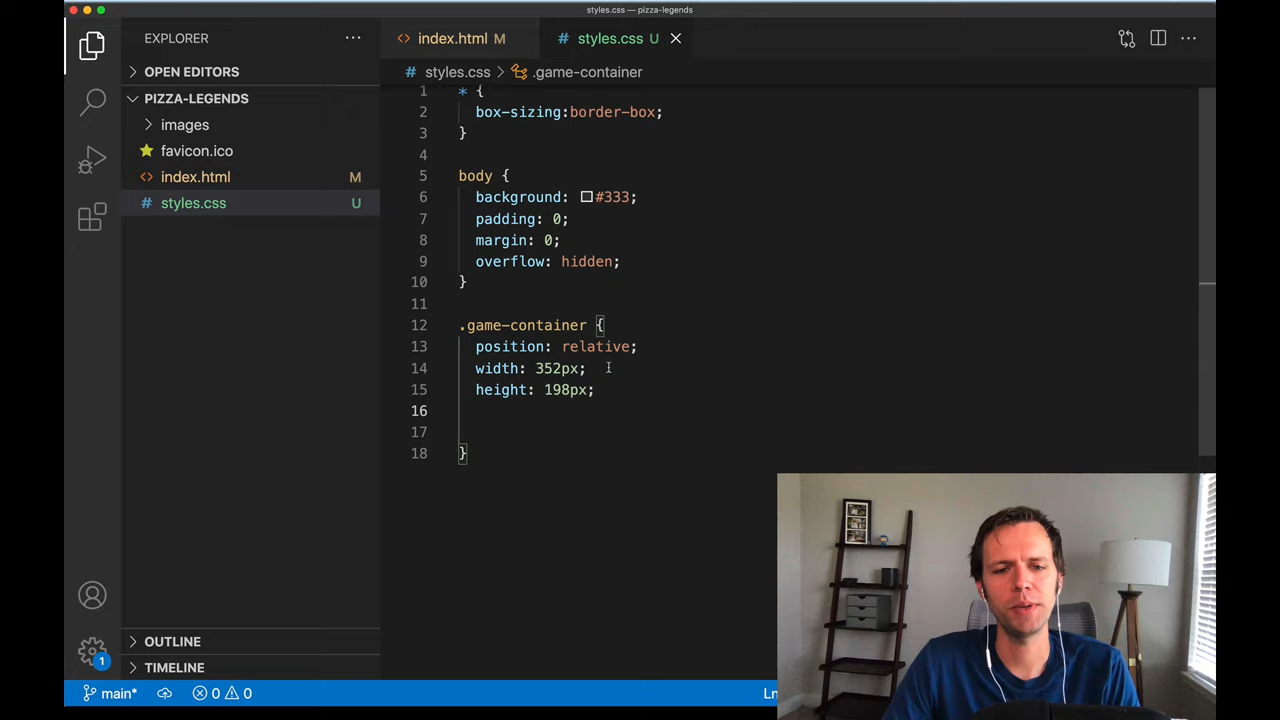 styles.css — pizza-legends
EXPLORER
index.html M
styles.css U
OPEN EDITORS
styles.css
.game-container
PIZZA-LEGENDS
images
favicon.ico
index.html M
styles.css U
1 * {
2 box-sizing:border-box;
3 }
4
5 body {
6 background: #333;
7 padding: 0;
8 margin: 0;
9 overflow: hidden;
10 }
11
12 .game-container {
13 position: relative;
14 width: 352px;
15 height: 198px;
16
17
18 }
OUTLINE
1
TIMELINE
main* 0 0 Ln